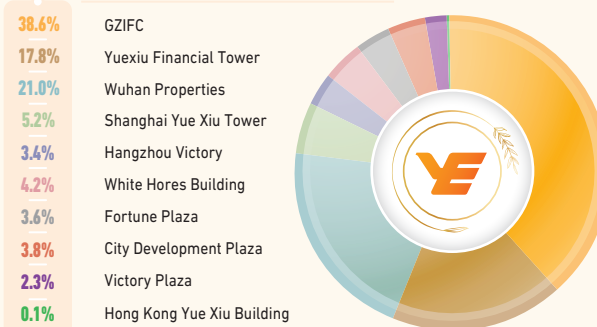 38.6% GZIFC
17.8% Yuexiu Financial Tower
21.0% Wuhan Properties
5.2% Shanghai Yue Xiu Tower
3.4% Hangzhou Victory
4.2% White Hores Building
3.6% Fortune Plaza
3.8% City Development Plaza
2.3% Victory Plaza
0.1% Hong Kong Yue Xiu Building